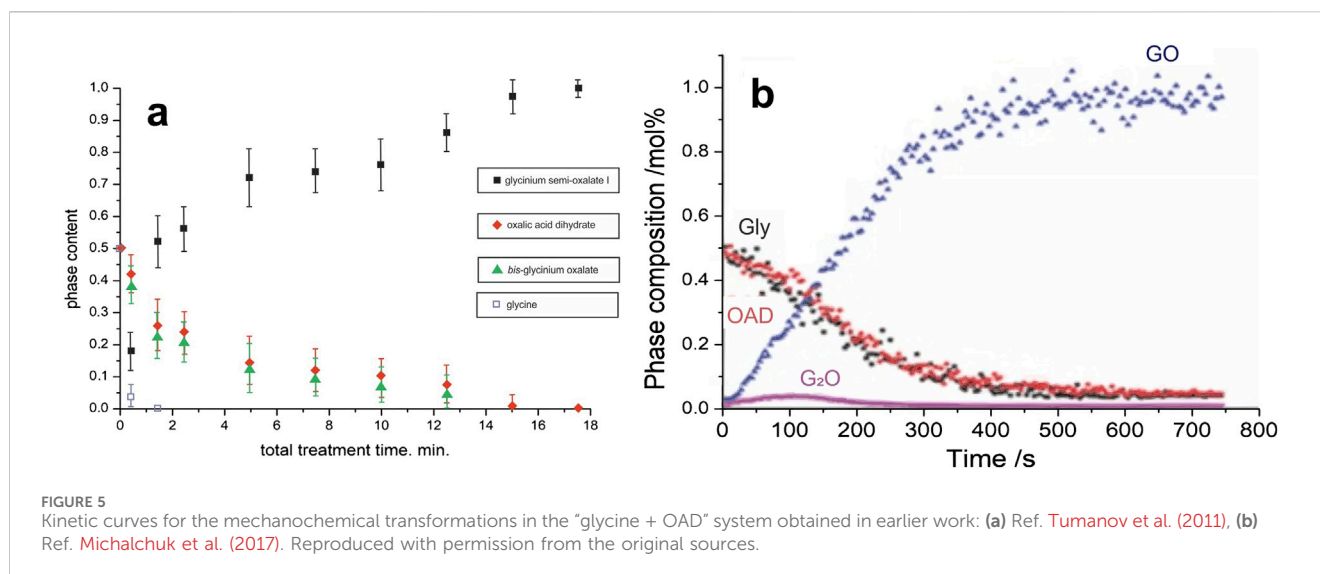 a
1.0
0.9
0.8
0.7
0.6
0.5
0.4
0.3
0.2
0.1
0.0
phase content
0 2 4 6 8 10 12 14 16 18
total treatment time. min.
glycinium semi-oxalate I
oxalic acid dihydrate
bis-glycinium oxalate
glycine
b
GO
1.0
0.8
0.6
0.4
0.2
0.0
Phase composition /mol%
Gly
OAD
G₂O
0 100 200 300 400 500 600 700 800
Time /s
FIGURE 5
Kinetic curves for the mechanochemical transformations in the "glycine + OAD" system obtained in earlier work: (a) Ref. Tumanov et al. (2011), (b)
Ref. Michalchuk et al. (2017). Reproduced with permission from the original sources.